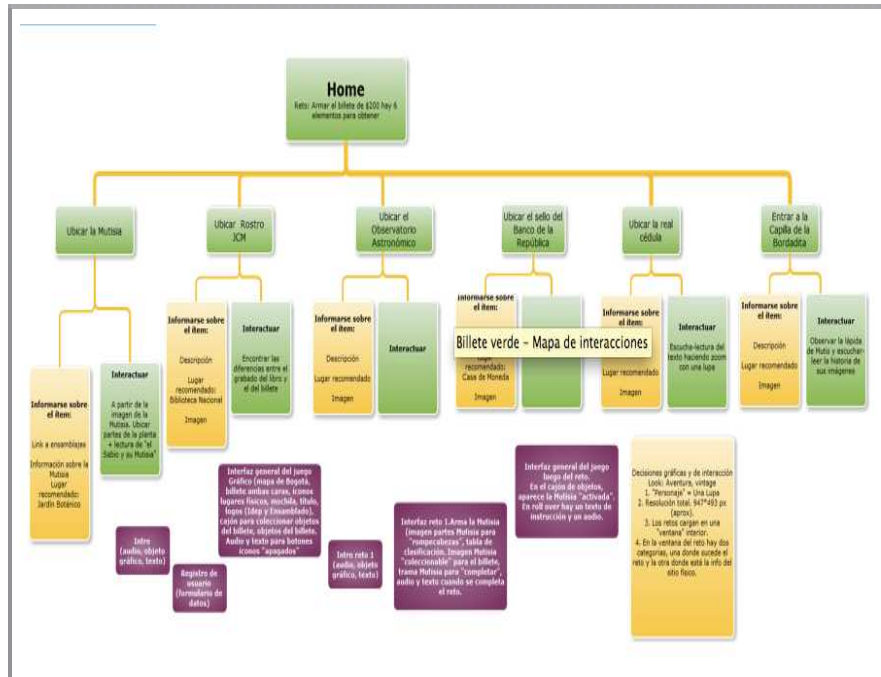 Home
Reto: Armar el billete de $200 hay 6
elementos para obtener
Ubicar la Mutisia
Ubicar Rostro
JCM
Ubicar el
Observatorio
Astronómico
Ubicar el sello del
Banco de la
República
Ubicar la real
cédula
Entrar a la
Capilla de la
Bordadita
Informarse sobre
el ítem:
Link a ensamblajes
Información sobre la
Mutisia
Lugar
recomendado:
Jardín Botánico
Interactuar
A partir de la
imagen de la
Mutisia. Ubicar
partes de la planta
+ lectura de "el
Sabio y su Mutisia"
Informarse sobre
el ítem:
Descripción
Lugar
recomendado:
Biblioteca Nacional
Imagen
Interactuar
Encontrar las
diferencias entre el
grabado del libro y
el del billete
Informarse sobre
el ítem:
Descripción
Lugar recomendado
Imagen
Interactuar
Informarse sobre
el ítem:
recomendado:
Casa de Moneda
Imagen
Billete verde – Mapa de interacciones
Informarse sobre
el ítem:
Lugar recomendado
Imagen
Interactuar
Escucha-lectura del
texto haciendo zoom
con una lupa
Informarse sobre
el ítem:
Descripción
Lugar recomendado
Imagen
Interactuar
Observar la lápida
de Mutis y escuchar-
leer la historia de
sus imágenes
Intro
(audio, objeto
gráfico, texto)
Registro de
usuario
(formulario de
datos)
Interfaz general del juego
Gráfico (mapa de Bogotá,
billete ambas caras, íconos
lugares físicos, mochila, título,
logos (Idep y Ensamblado),
cajón para coleccionar objetos
del billete, objetos del billete.
Audio y texto para botones
íconos "apagados"
Intro reto 1
(audio, objeto
gráfico, texto)
Interfaz reto 1.Arma la Mutisia
(imagen partes Mutisia para
"rompecabezas", tabla de
clasificación. Imagen Mutisia
"coleccionable" para el billete,
trama Mutisia para "completar",
audio y texto cuando se completa
el reto.
Interfaz general del juego
luego del reto.
En el cajón de objetos,
aparece la Mutisia "activada".
En roll over hay un texto de
instrucción y un audio.
Decisiones gráficas y de interacción
Look: Aventura, vintage
1. "Personaje" = Una Lupa
2. Resolución total. 947*493 px
(aprox).
3. Los retos cargan en una
"ventana" interior.
4. En la ventana del reto hay dos
categorías, una donde sucede el
reto y la otra donde está la info del
sitio físico.